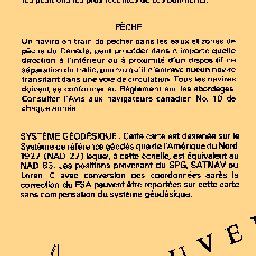 PÊCHE
Un navire en train de pêcher dans les eaux et zones de
pêche du Canada, peut procéder dans n'importe quelle
direction à l'intérieur ou à proximité d'un dispositif de
séparation du trafic, pourvu qu'il n'entrave aucun navire
transitant dans une voie de circulation. Tous les navires
doivent se conformer au Règlement sur les abordages.
Consulter l'Avis aux navigateurs canadien No. 10 de
chaque année.
SYSTÈME GÉODÉSIQUE. Cette carte est dressée sur le
Système de référence géodésique de l'Amérique du Nord
1927 (NAD 27) lequel, à cette échelle, est équivalent au
NAD 83. Les positions provenant du SPG, SATNAV ou
Loran C avec conversion des coordonnées après la
correction du FSA peuvent être reportées sur cette carte
sans compensation du système géodésique.
UVE